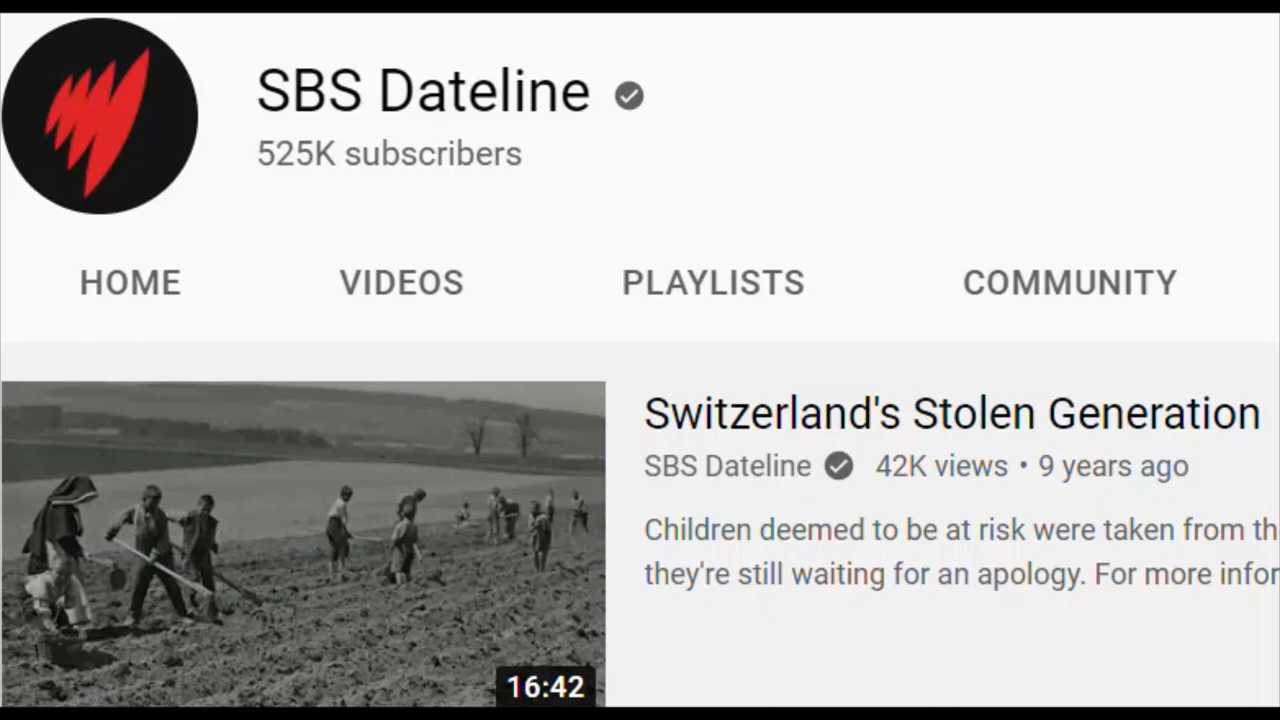 SBS Dateline
525K subscribers
HOME VIDEOS PLAYLISTS COMMUNITY
Switzerland's Stolen Generation
SBS Dateline 42K views • 9 years ago
Children deemed to be at risk were taken from
they're still waiting for an apology. For more
16:42